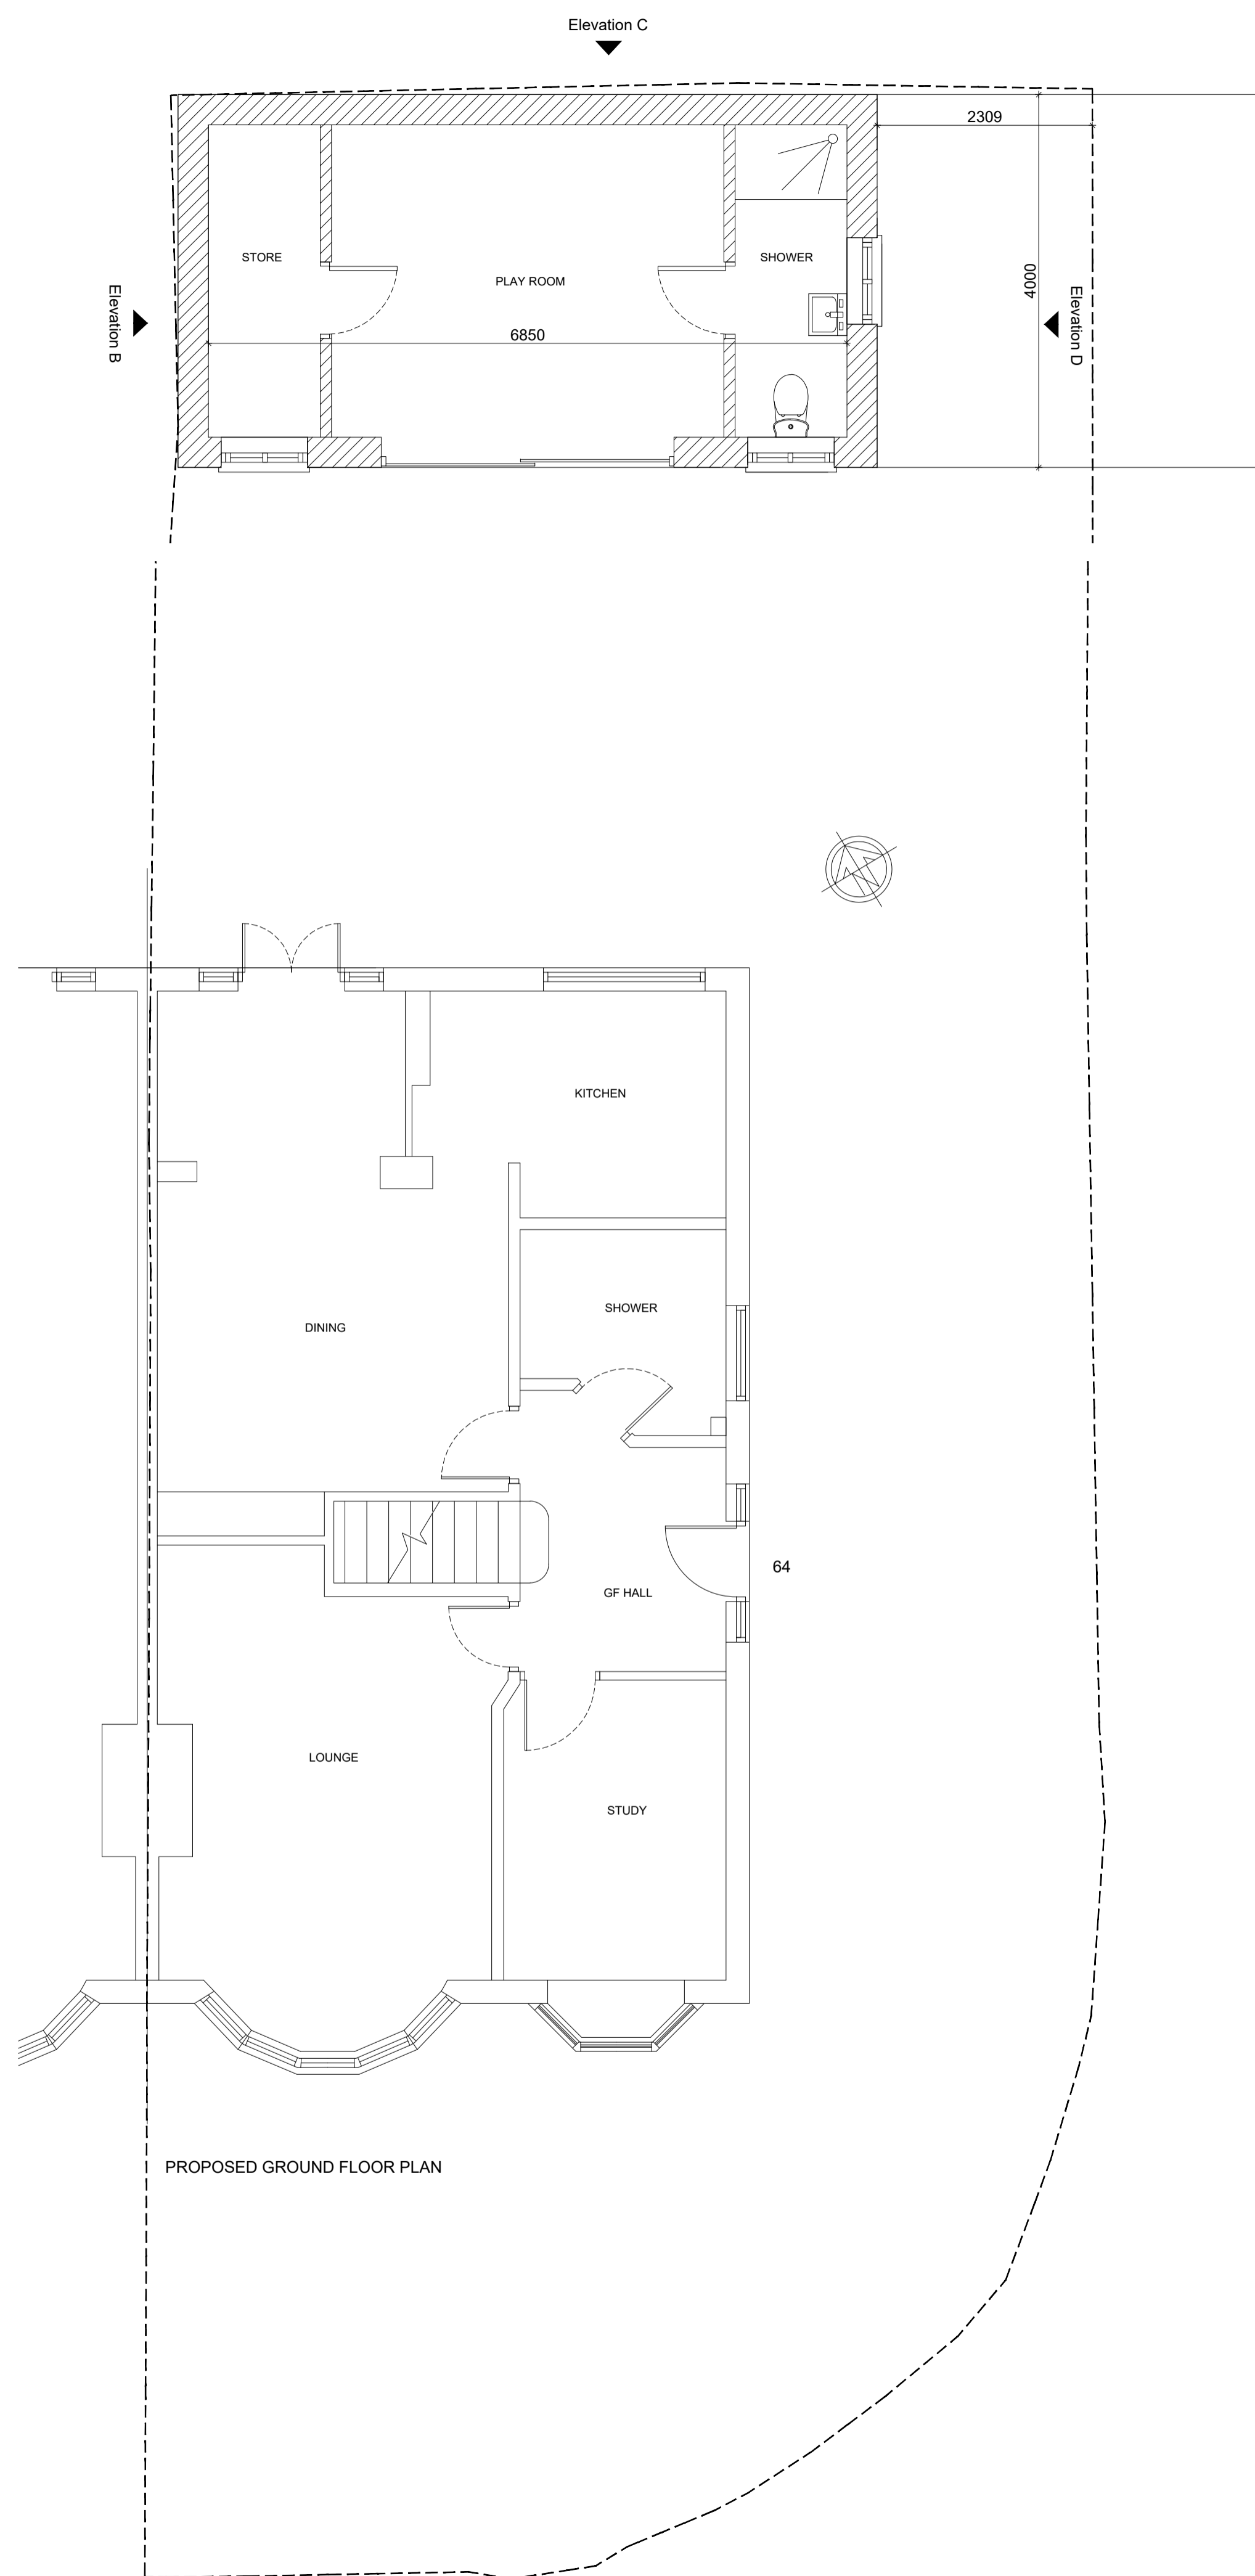 Elevation C
2309
STORE
PLAY ROOM
SHOWER
4000
Elevation B
Elevation D
6850
KITCHEN
SHOWER
DINING
64
GF HALL
LOUNGE
STUDY
PROPOSED GROUND FLOOR PLAN